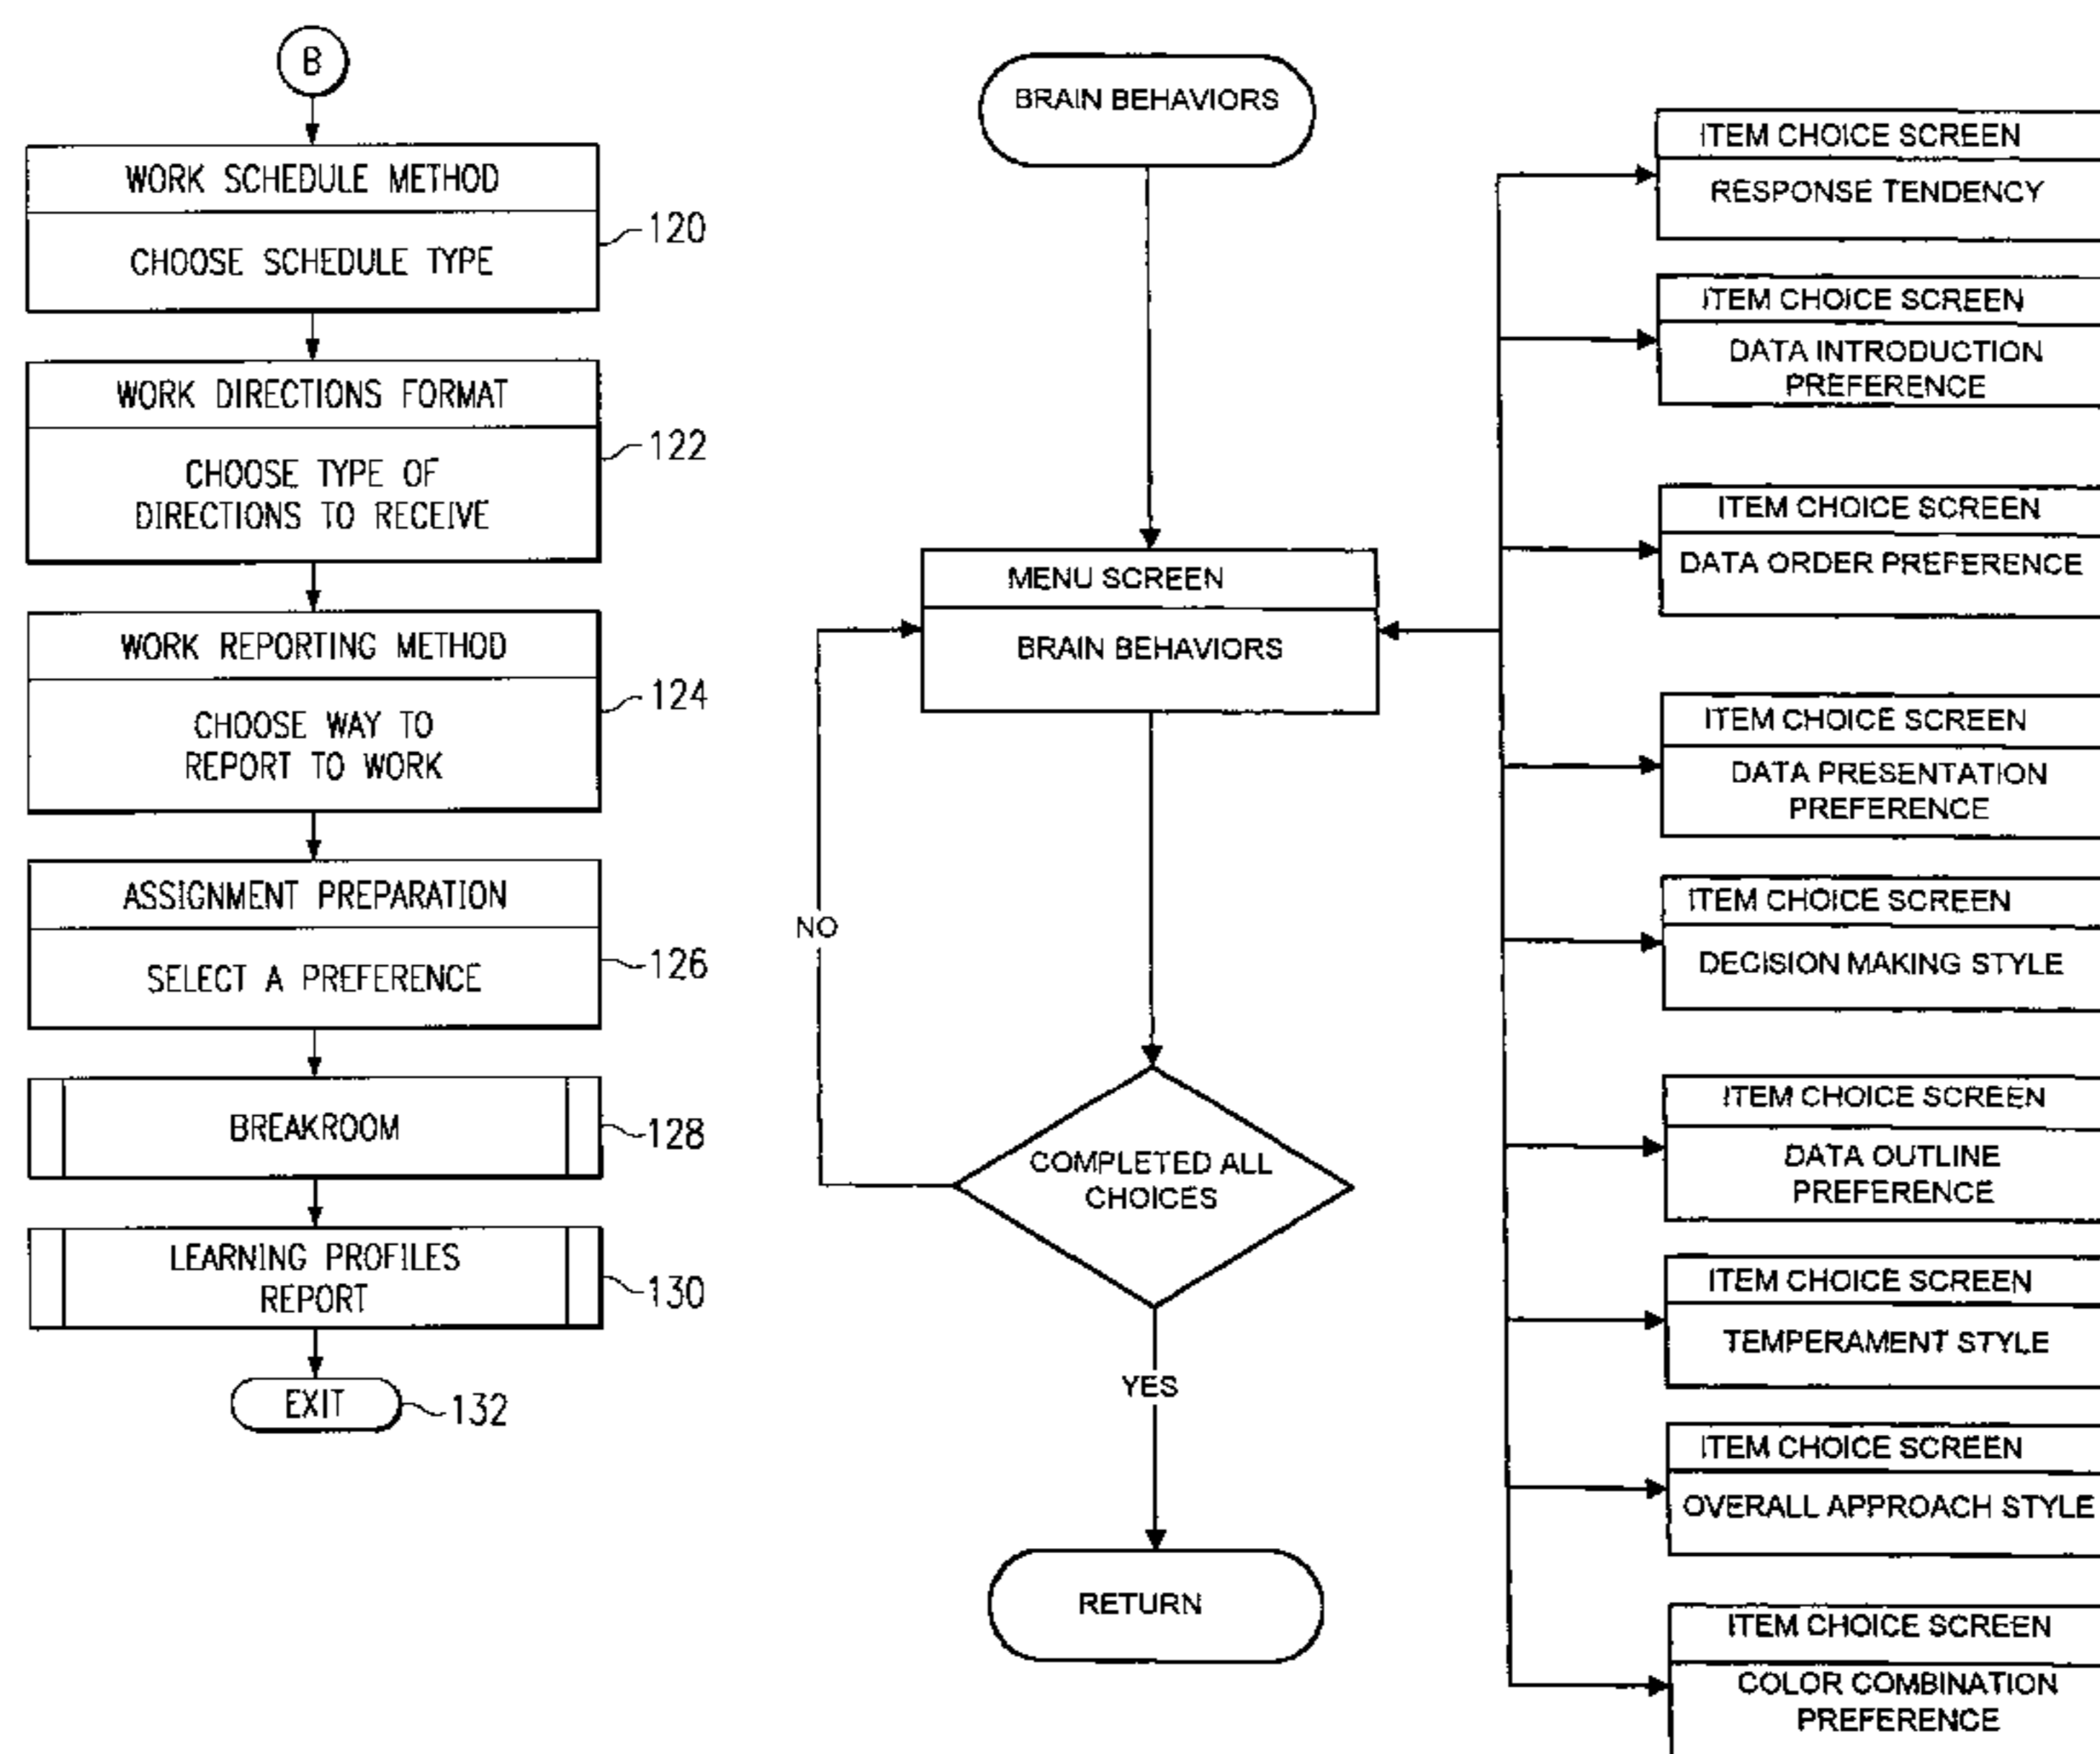 B
WORK SCHEDULE METHOD
CHOOSE SCHEDULE TYPE
120
WORK DIRECTIONS FORMAT
CHOOSE TYPE OF
DIRECTIONS TO RECEIVE
122
WORK REPORTING METHOD
CHOOSE WAY TO
REPORT TO WORK
124
ASSIGNMENT PREPARATION
SELECT A PREFERENCE
126
BREAKROOM
128
LEARNING PROFILES
REPORT
130
EXIT
132
BRAIN BEHAVIORS
MENU SCREEN
BRAIN BEHAVIORS
NO
COMPLETED ALL
CHOICES
YES
RETURN
ITEM CHOICE SCREEN
RESPONSE TENDENCY
ITEM CHOICE SCREEN
DATA INTRODUCTION
PREFERENCE
ITEM CHOICE SCREEN
DATA ORDER PREFERENCE
ITEM CHOICE SCREEN
DATA PRESENTATION
PREFERENCE
ITEM CHOICE SCREEN
DECISION MAKING STYLE
ITEM CHOICE SCREEN
DATA OUTLINE
PREFERENCE
ITEM CHOICE SCREEN
TEMPERAMENT STYLE
ITEM CHOICE SCREEN
OVERALL APPROACH STYLE
ITEM CHOICE SCREEN
COLOR COMBINATION
PREFERENCE